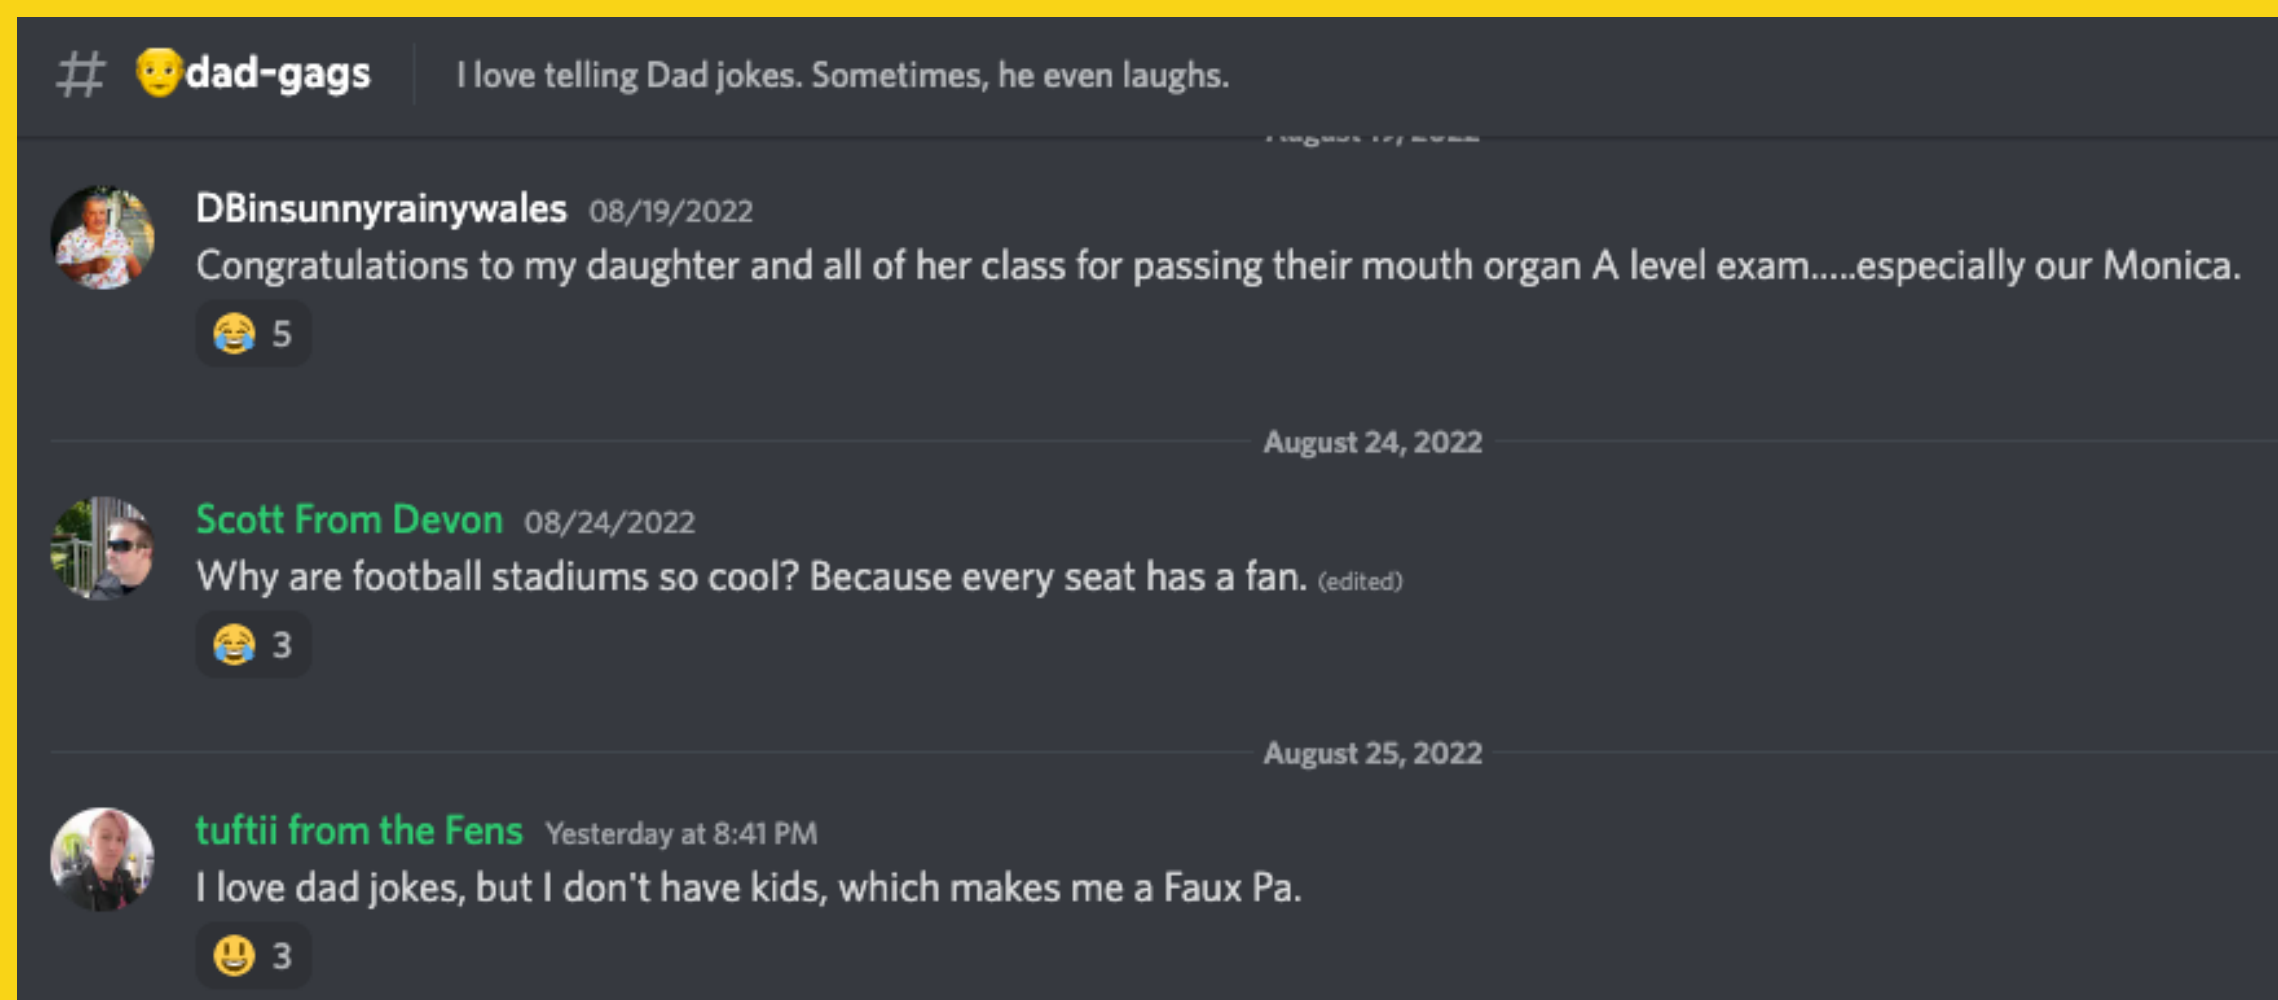 # dad-gags I love telling Dad jokes. Sometimes, he even laughs.
August 19, 2022
DBinsunnyrainywales 08/19/2022
Congratulations to my daughter and all of her class for passing their mouth organ A level exam.....especially our Monica.
5
August 24, 2022
Scott From Devon 08/24/2022
Why are football stadiums so cool? Because every seat has a fan. (edited)
3
August 25, 2022
tuftii from the Fens Yesterday at 8:41 PM
I love dad jokes, but I don't have kids, which makes me a Faux Pa.
3